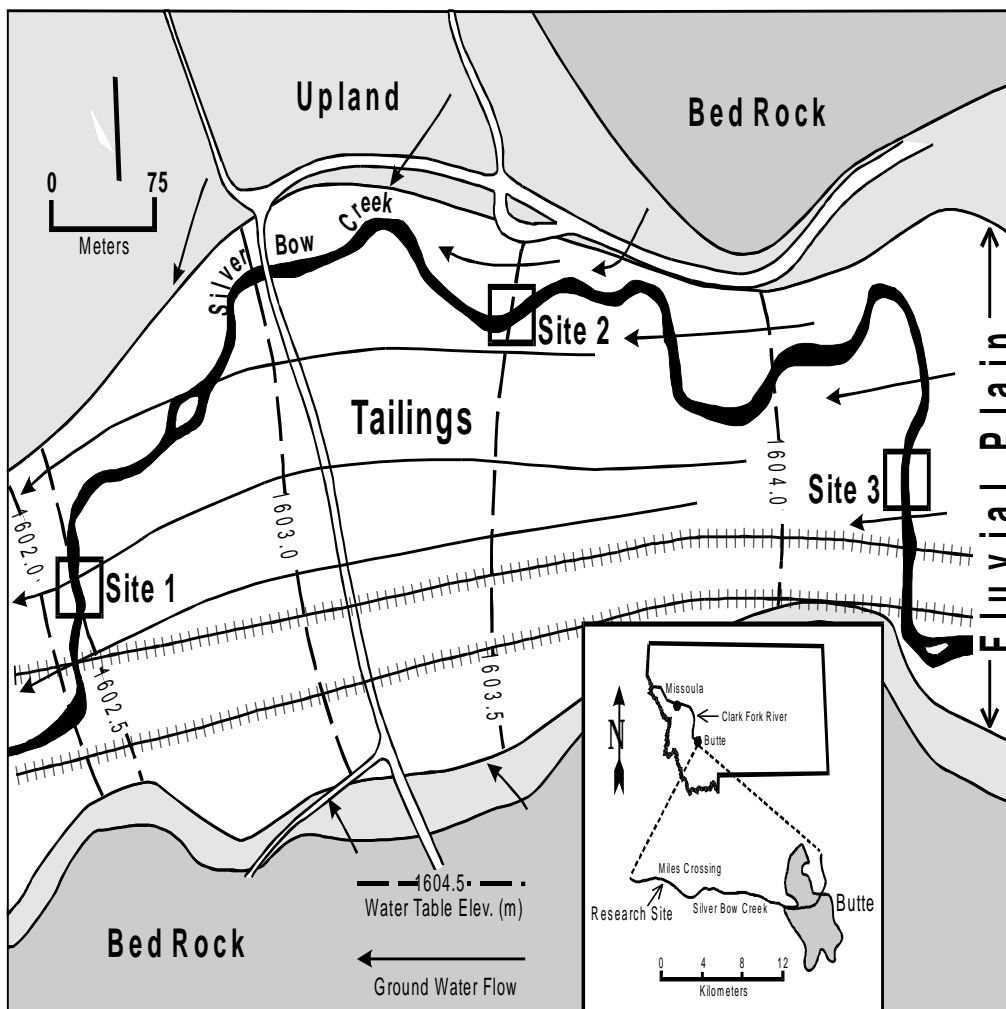 Upland
Bed Rock
0 75
Meters
Silver Bow Creek
Site 2
Tailings
Site 3
Fluvial Plain
1602.0
1603.0
1604.0
Site 1
1602.5
1603.5
Missoula
Clark Fork River
N
Butte
1604.5
Water Table Elev. (m)
Miles Crossing
Research Site
Silver Bow Creek
Butte
Bed Rock
Ground Water Flow
0 4 8 12
Kilometers